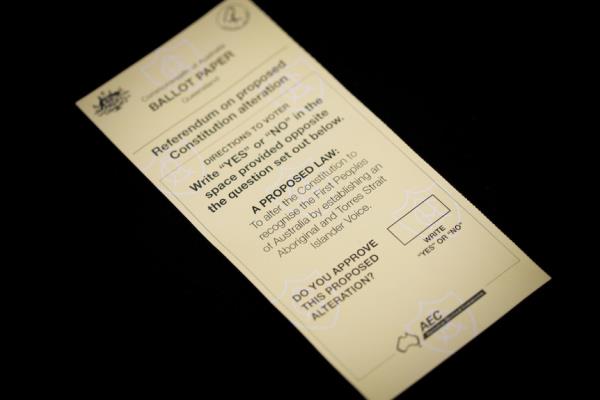 Commonwealth of Australia
BALLOT PAPER
Queensland
Referendum on proposed
Constitution alteration
DIRECTIONS TO VOTER
Write "YES" or "NO" in the
space provided opposite
the question set out below.
A PROPOSED LAW:
To alter the Constitution to
recognise the First Peoples
of Australia by establishing an
Aboriginal and Torres Strait
Islander Voice.
DO YOU APPROVE
THIS PROPOSED
ALTERATION?
WRITE
"YES" OR "NO"
AEC